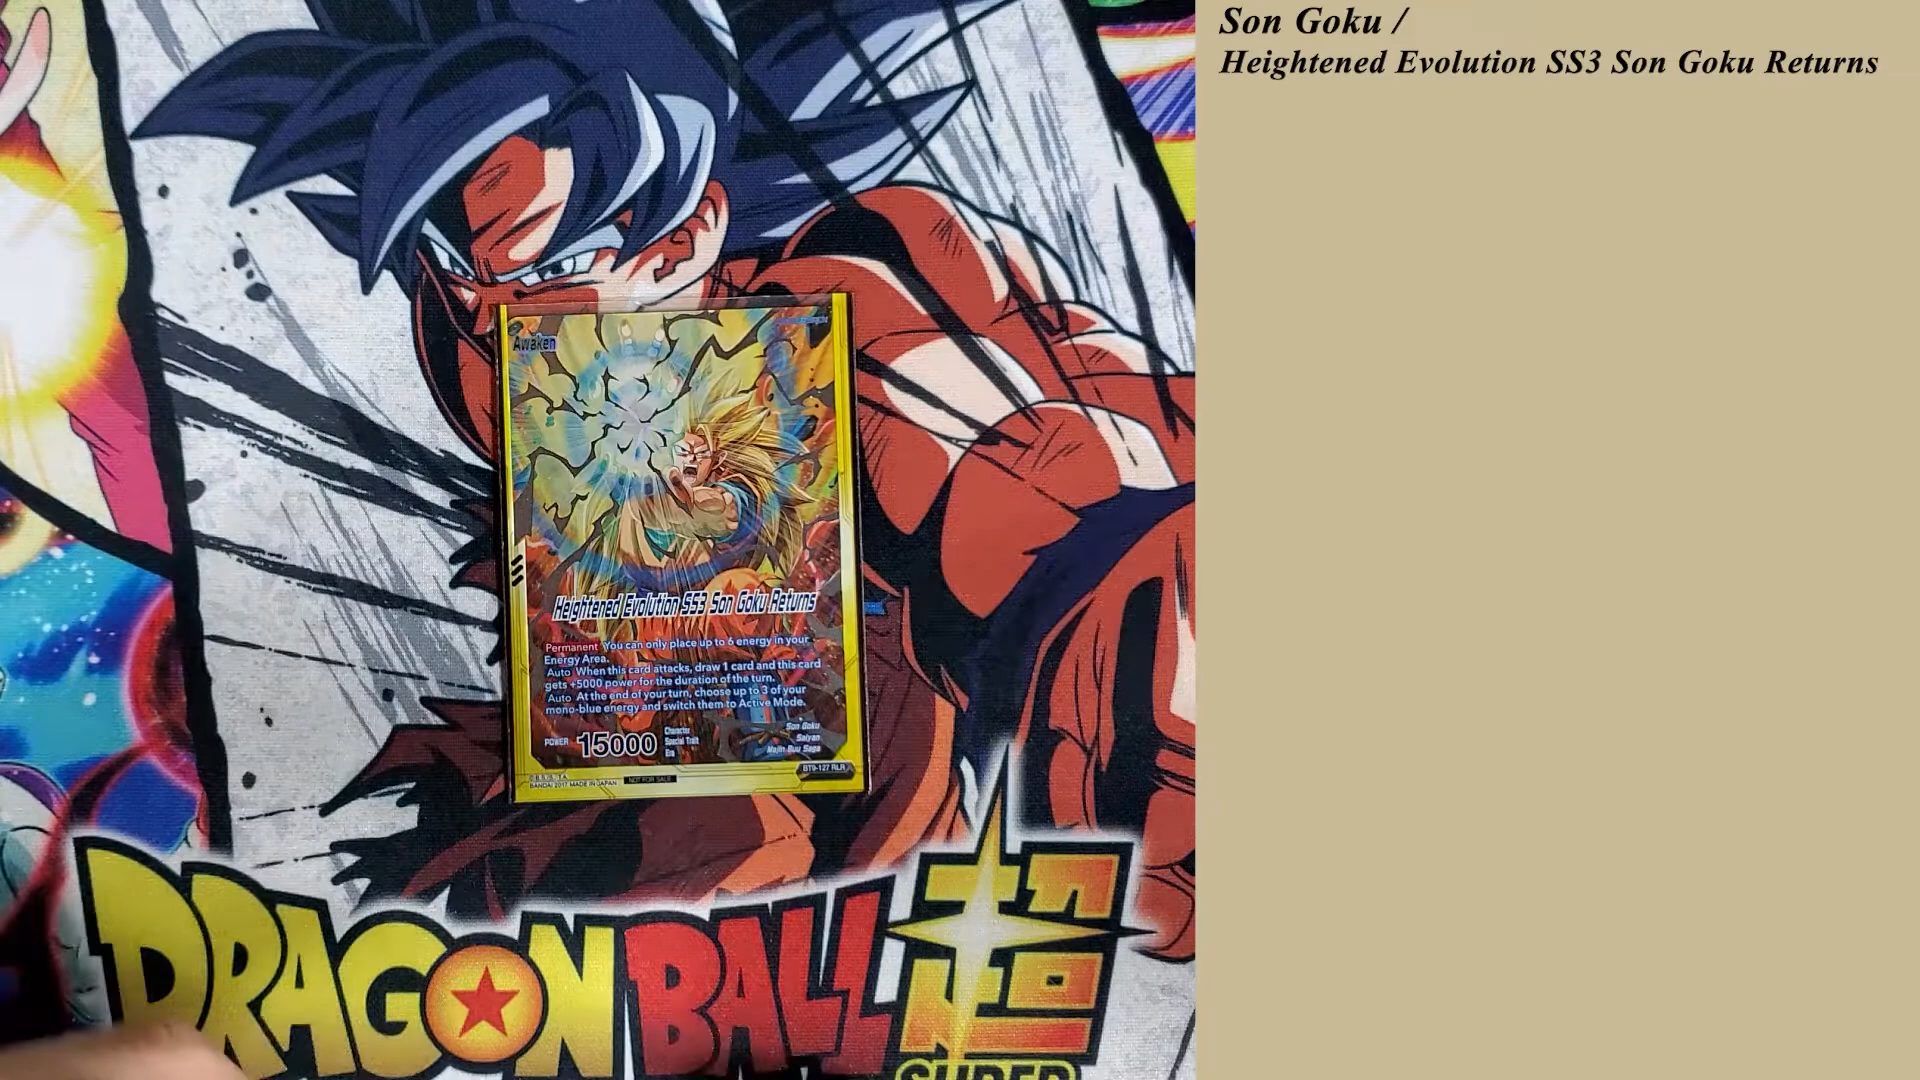 Son Goku /
Heightened Evolution SS3 Son Goku Returns
Awaken
Heightened Evolution SS3 Son Goku Returns
Permanent You can only place up to 6 energy in your
Energy Area.
Auto When this card attacks, draw 1 card and this card
gets +5000 power for the duration of the turn.
Auto At the end of your turn, choose up to 3 of your
mono-blue energy and switch them to Active Mode.
POWER 15000
Character Son Goku
Special Trait Saiyan
Era Majin Buu Saga
BT9-127 RLR
BANDAI 2017 MADE IN JAPAN NOT FOR SALE
DRAGON BALL 超
SUPER